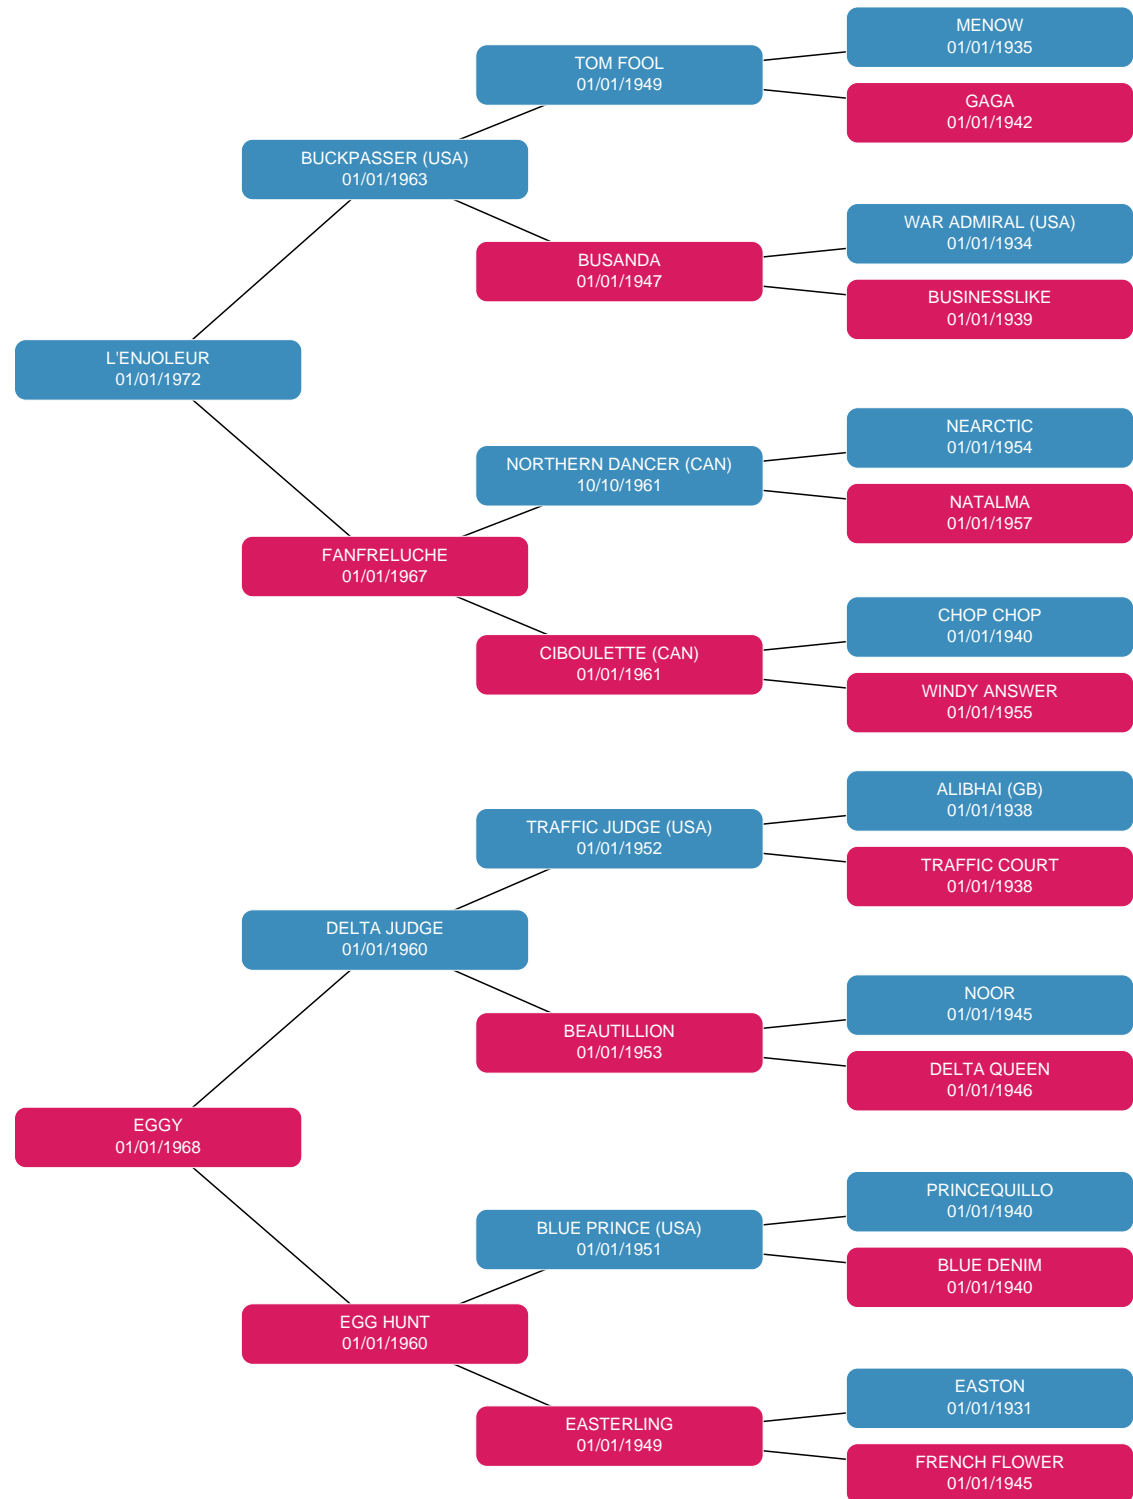 MENOW
01/01/1935
TOM FOOL
01/01/1949
GAGA
01/01/1942
BUCKPASSER (USA)
01/01/1963
WAR ADMIRAL (USA)
01/01/1934
BUSANDA
01/01/1947
BUSINESSLIKE
01/01/1939
L'ENJOLEUR
01/01/1972
NEARCTIC
01/01/1954
NORTHERN DANCER (CAN)
10/10/1961
NATALMA
01/01/1957
FANFRELUCHE
01/01/1967
CHOP CHOP
01/01/1940
CIBOULETTE (CAN)
01/01/1961
WINDY ANSWER
01/01/1955
ALIBHAI (GB)
01/01/1938
TRAFFIC JUDGE (USA)
01/01/1952
TRAFFIC COURT
01/01/1938
DELTA JUDGE
01/01/1960
NOOR
01/01/1945
BEAUTILLION
01/01/1953
DELTA QUEEN
01/01/1946
EGGY
01/01/1968
PRINCEQUILLO
01/01/1940
BLUE PRINCE (USA)
01/01/1951
BLUE DENIM
01/01/1940
EGG HUNT
01/01/1960
EASTON
01/01/1931
EASTERLING
01/01/1949
FRENCH FLOWER
01/01/1945